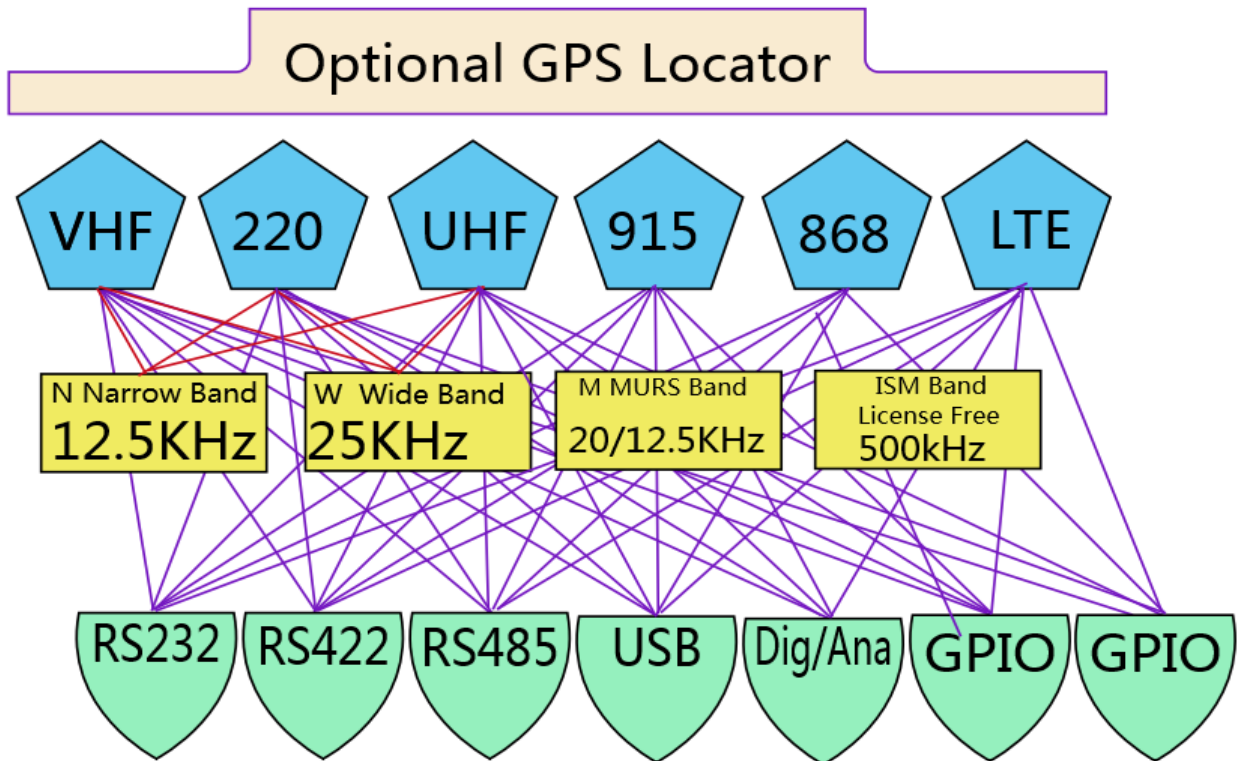 Optional GPS Locator
VHF
220
UHF
915
868
LTE
N Narrow Band
12.5KHz
W Wide Band
25KHz
M MURS Band
20/12.5KHz
ISM Band
License Free
500kHz
RS232
RS422
RS485
USB
Dig/Ana
GPIO
GPIO